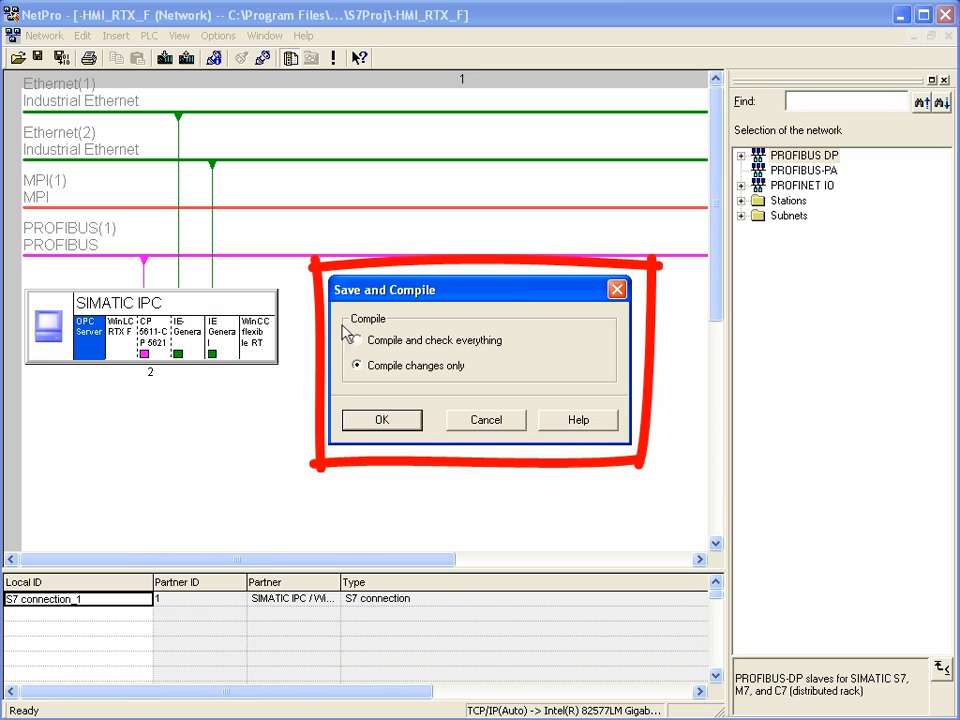 NetPro - [-HMI_RTX_F (Network) -- C:\Program Files\...\S7Proj\-HMI_RTX_F]
Network Edit Insert PLC View Options Window Help
1
Ethernet(1)
Industrial Ethernet
Ethernet(2)
Industrial Ethernet
MPI(1)
MPI
PROFIBUS(1)
PROFIBUS
SIMATIC IPC
OPC Server
WinLC RTX F
CP 5611-C P 5621
IE- Genera
IE Genera l
WinCC flexib le RT
2
Save and Compile
Compile
Compile and check everything
Compile changes only
OK Cancel Help
Find:
Selection of the network
PROFIBUS DP
PROFIBUS-PA
PROFINET IO
Stations
Subnets
Local ID Partner ID Partner Type
S7 connection_1 1 SIMATIC IPC / Wi... S7 connection
PROFIBUS-DP slaves for SIMATIC S7,
M7, and C7 (distributed rack)
Ready TCP/IP(Auto) -> Intel(R) 82577LM Gigab...